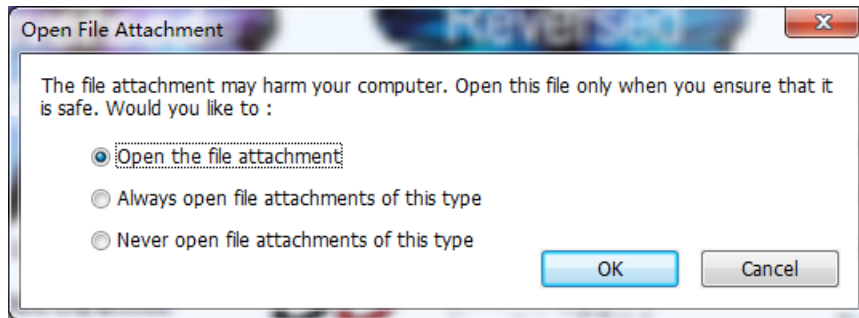 Reversed
Open File Attachment
The file attachment may harm your computer. Open this file only when you ensure that it
is safe. Would you like to :
Open the file attachment
Always open file attachments of this type
Never open file attachments of this type
OK
Cancel